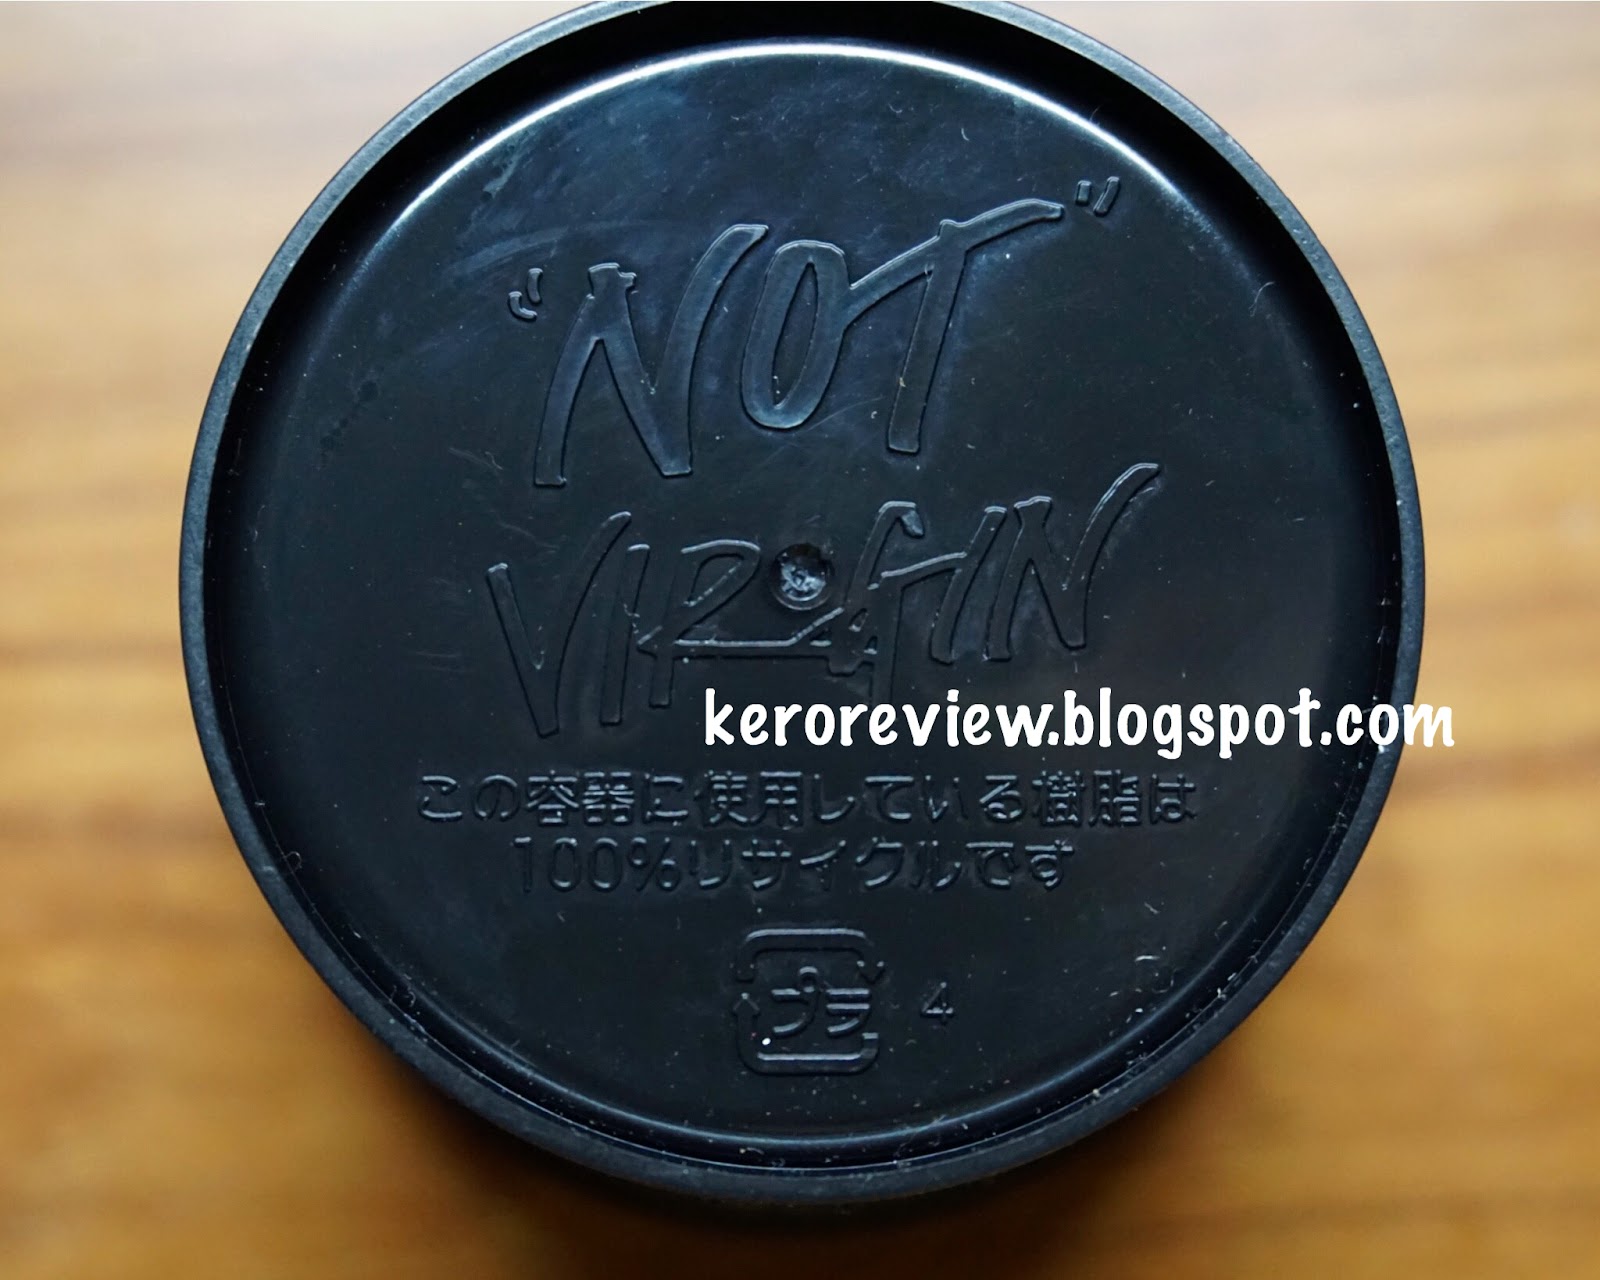 "NOT"
VIRGIN
keroreview.blogspot.com
この容器に使用している樹脂は
100%リサイクルです
プラ 4